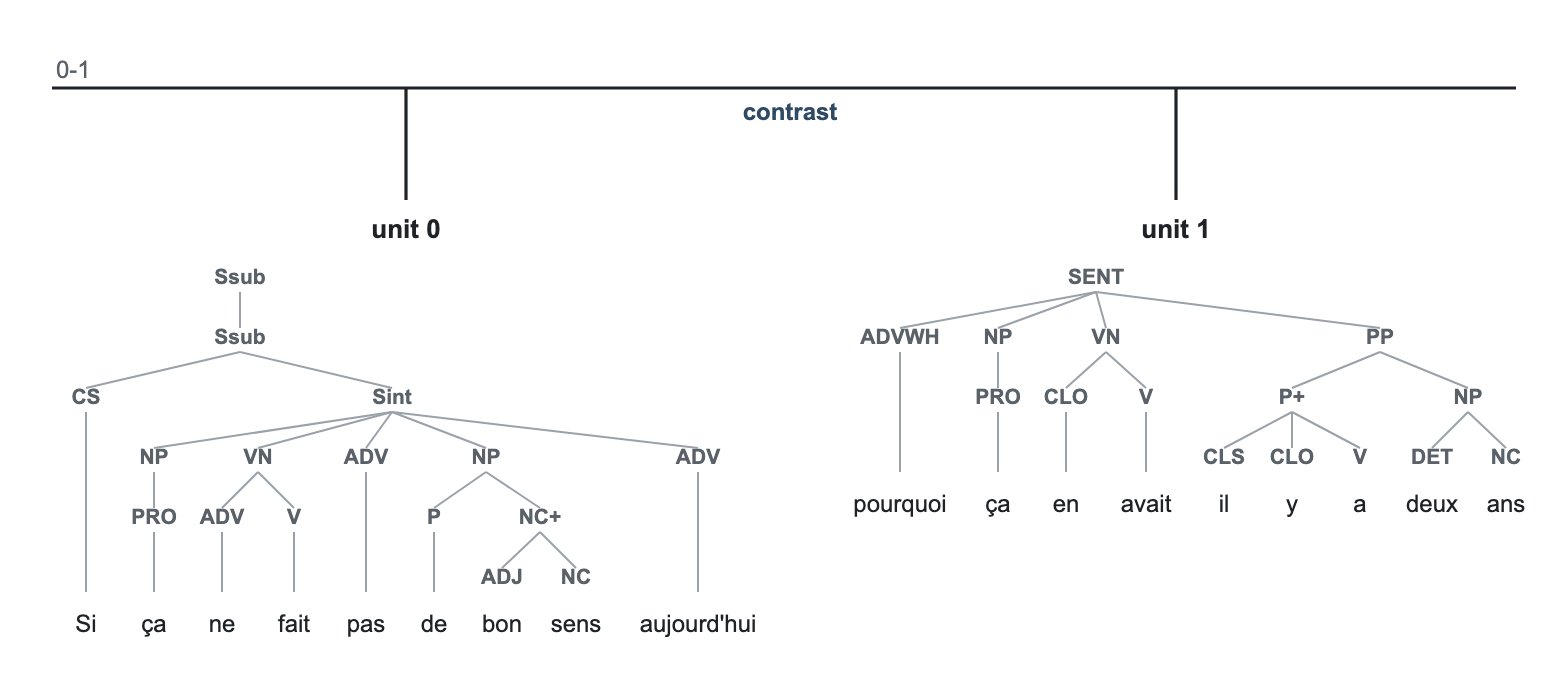 0-1
contrast
unit 0 unit 1
Ssub SENT
Ssub ADVWH NP VN PP
CS Sint PRO CLO V P+ NP
NP VN ADV NP ADV CLS CLO V DET NC
pourquoi ça en avait il y a deux ans
PRO ADV V P NC+
ADJ NC
Si ça ne fait pas de bon sens aujourd'hui